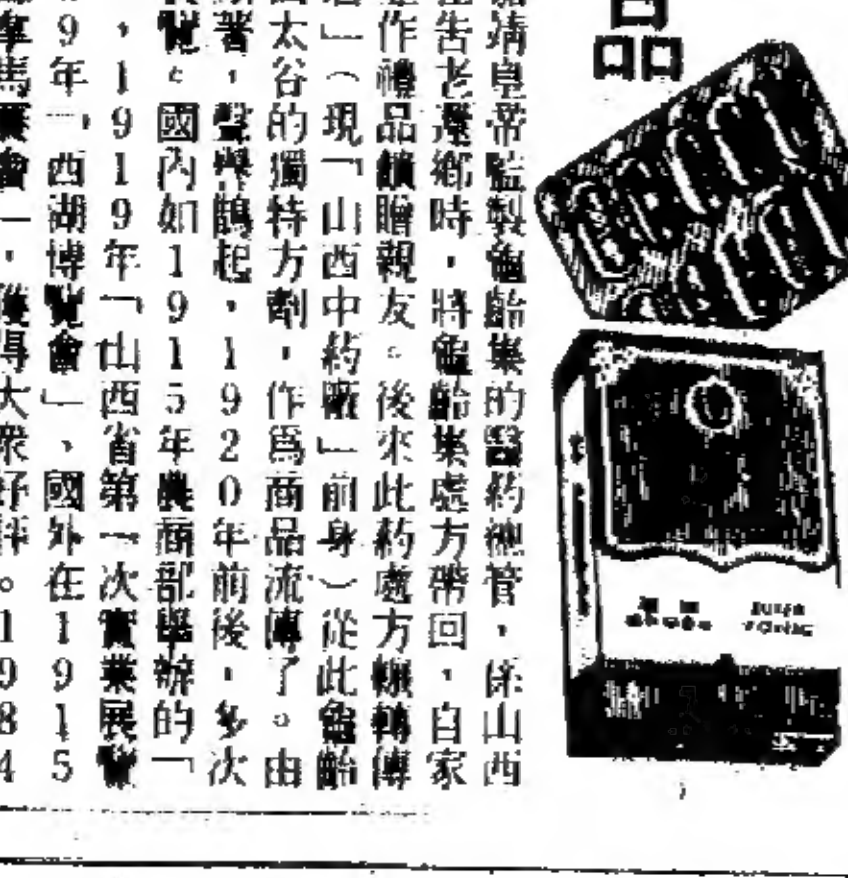 品
靖皇帝監製龜齡集的醫藥總管，係山西
告老還鄉時，將龜齡集處方帶回，自家
作禮品餽贈親友。後來此藥處方輾轉傳
」（現「山西中药廠」前身）從此龜齡
太谷的獨特方劑，作爲商品流傳了。由
著，聲譽鵲起，1920年前後，多次
覽。國內如1915年農商部舉辦的「
，1919年「山西省第一次實業展覽
9年「西湖博覽會」、國外在1915
拿馬賽會」，獲得大衆好評。1984